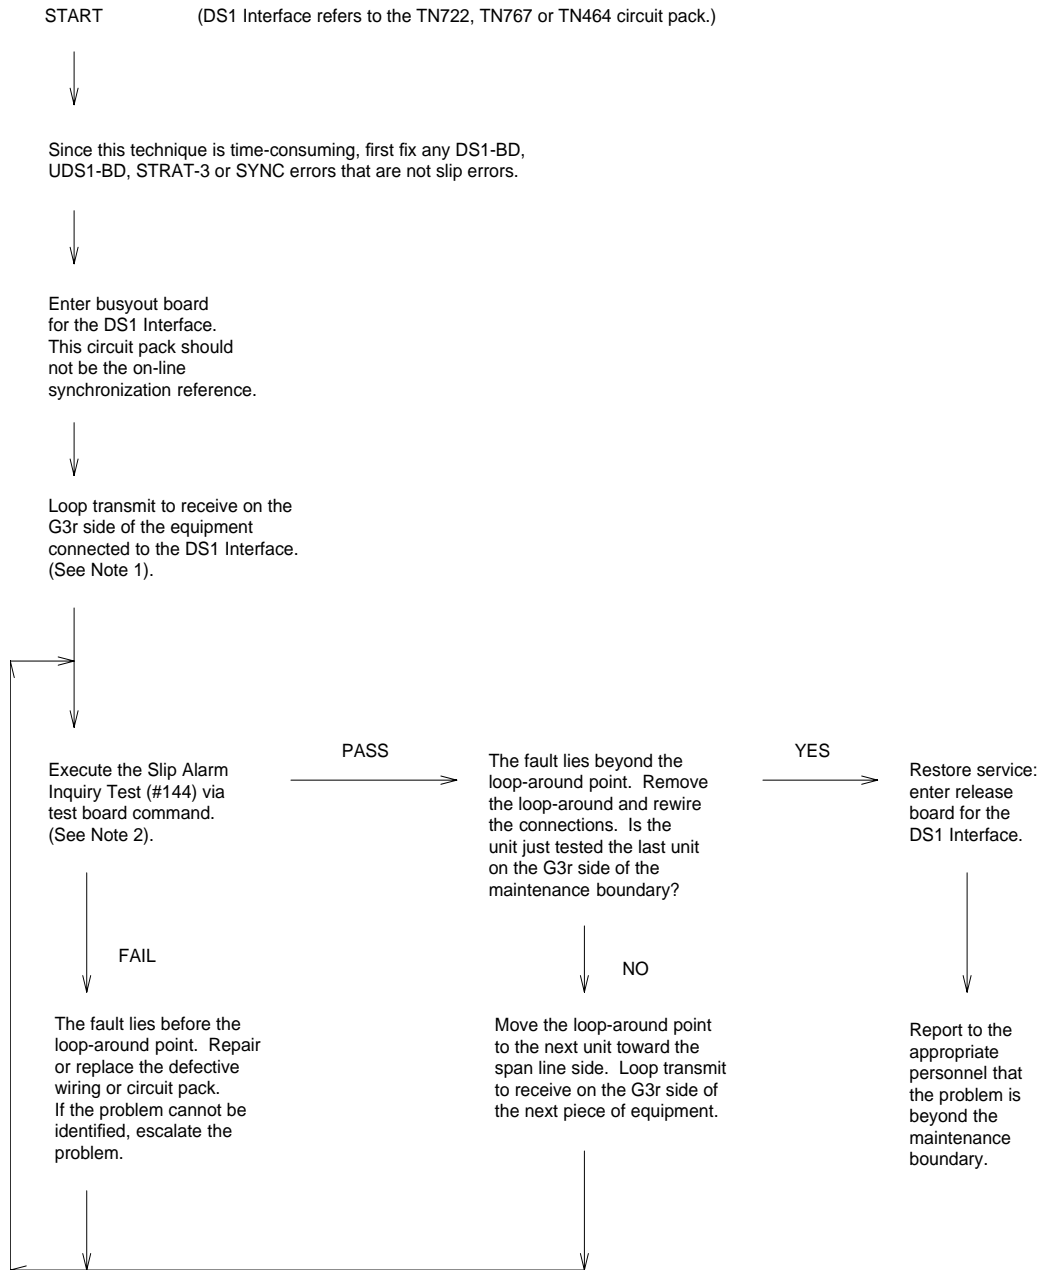 START (DS1 Interface refers to the TN722, TN767 or TN464 circuit pack.)
Since this technique is time-consuming, first fix any DS1-BD,
UDS1-BD, STRAT-3 or SYNC errors that are not slip errors.
Enter busyout board
for the DS1 Interface.
This circuit pack should
not be the on-line
synchronization reference.
Loop transmit to receive on the
G3r side of the equipment
connected to the DS1 Interface.
(See Note 1).
Execute the Slip Alarm
Inquiry Test (#144) via
test board command.
(See Note 2).
PASS
The fault lies beyond the
loop-around point. Remove
the loop-around and rewire
the connections. Is the
unit just tested the last unit
on the G3r side of the
maintenance boundary?
YES
Restore service:
enter release
board for the
DS1 Interface.
FAIL
NO
The fault lies before the
loop-around point. Repair
or replace the defective
wiring or circuit pack.
If the problem cannot be
identified, escalate the
problem.
Move the loop-around point
to the next unit toward the
span line side. Loop transmit
to receive on the G3r side of
the next piece of equipment.
Report to the
appropriate
personnel that
the problem is
beyond the
maintenance
boundary.